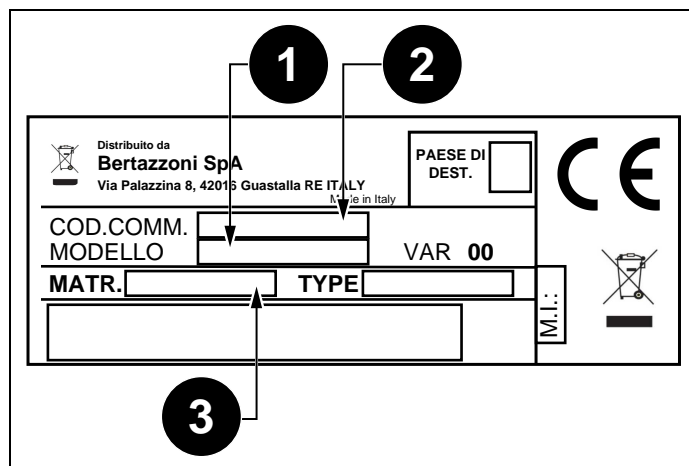 1 2
Distribuito da
Bertazzoni SpA
Via Palazzina 8, 42016 Guastalla RE ITALY
Made in Italy
PAESE DI
DEST.
CE
COD.COMM.
MODELLO VAR 00
MATR. TYPE
M.I.:
3